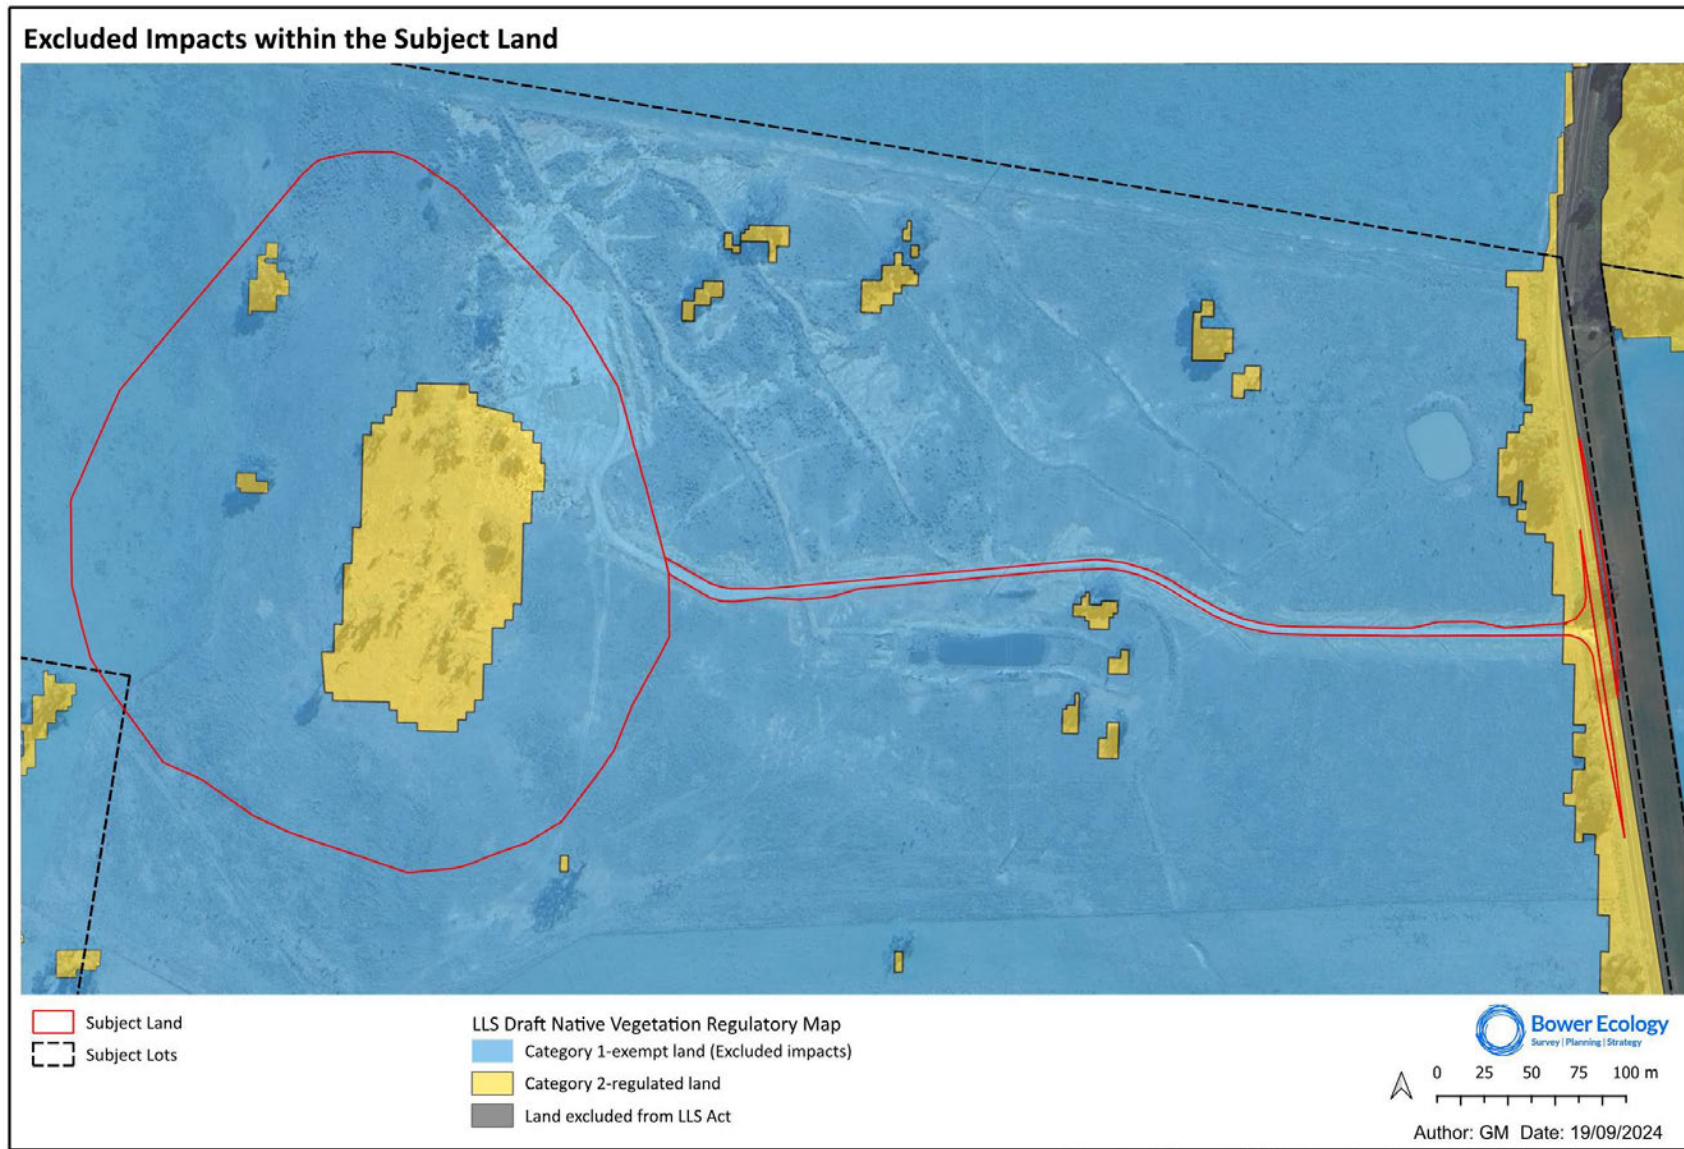 Excluded Impacts within the Subject Land
Subject Land
Subject Lots
LLS Draft Native Vegetation Regulatory Map
Category 1-exempt land (Excluded impacts)
Category 2-regulated land
Land excluded from LLS Act
Bower Ecology
Survey | Planning | Strategy
0 25 50 75 100 m
Author: GM Date: 19/09/2024